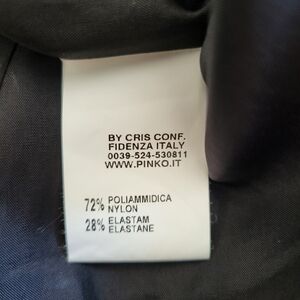 BY CRIS CONF.
FIDENZA ITALY
0039-524-530811
WWW.PINKO.IT
72% POLIAMMIDICA
NYLON
28% ELASTAM
ELASTANE